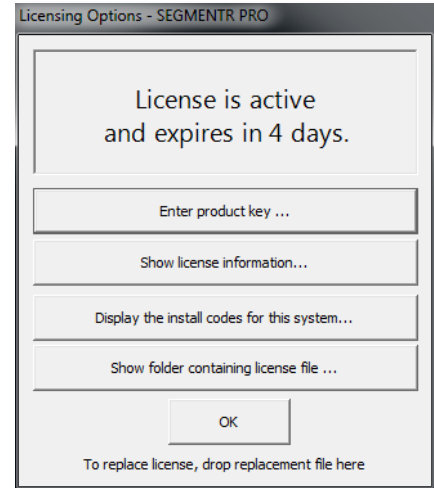 Licensing Options - SEGMENTR PRO
License is active
and expires in 4 days.
Enter product key ...
Show license information...
Display the install codes for this system...
Show folder containing license file ...
OK
To replace license, drop replacement file here